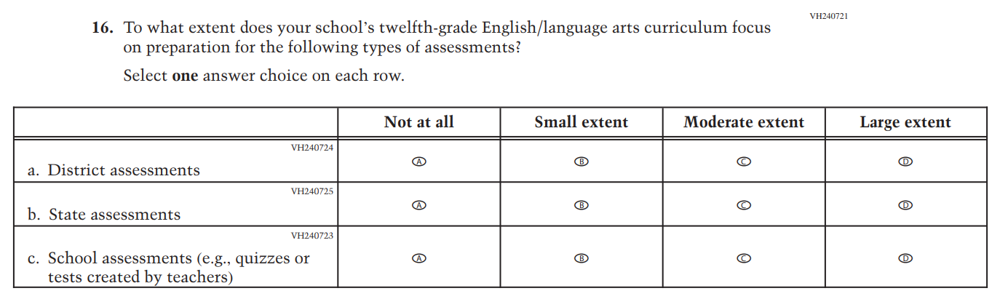 VH240721
16. To what extent does your school’s twelfth-grade English/language arts curriculum focus
on preparation for the following types of assessments?
Select one answer choice on each row.
Not at all Small extent Moderate extent Large extent
VH240724
a. District assessments A B C D
VH240725
b. State assessments A B C D
VH240723
c. School assessments (e.g., quizzes or A B C D
tests created by teachers)